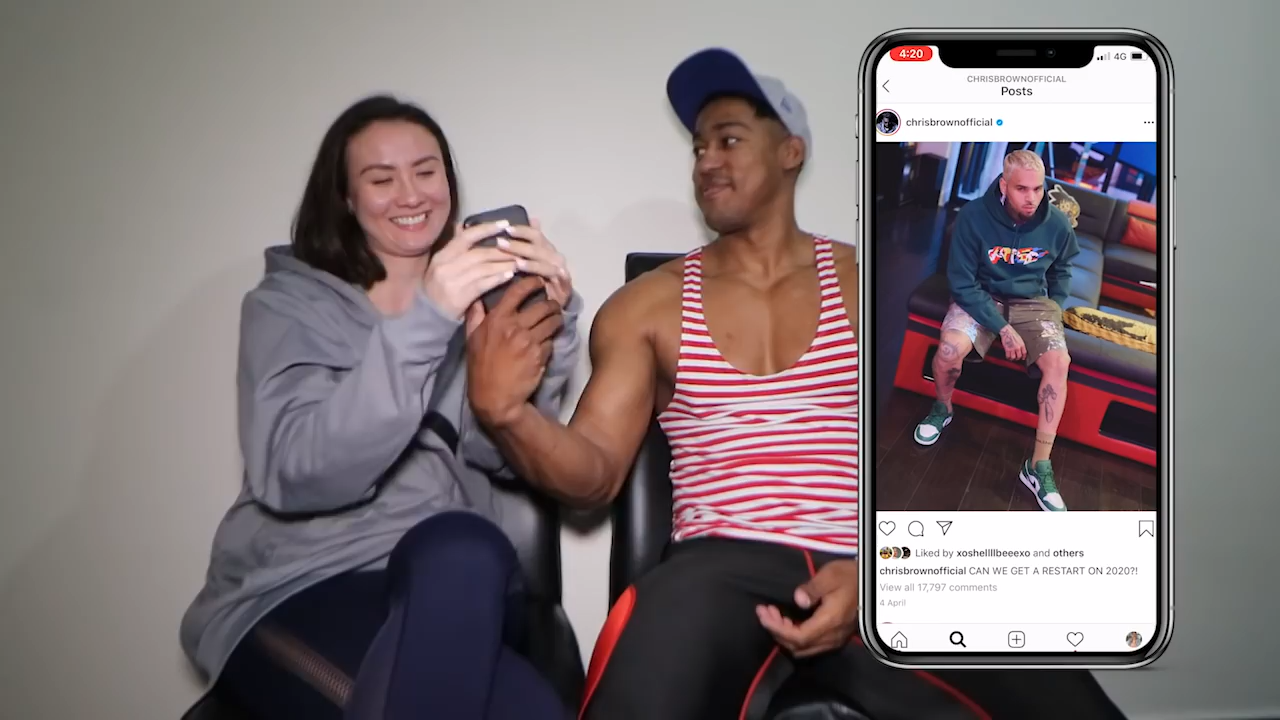 4:20
4G
CHRISBROWNOFFICIAL
Posts
chrisbrownofficial
Liked by xoshellllbeeexo and others
chrisbrownofficial CAN WE GET A RESTART ON 2020?!
View all 17,797 comments
4 April